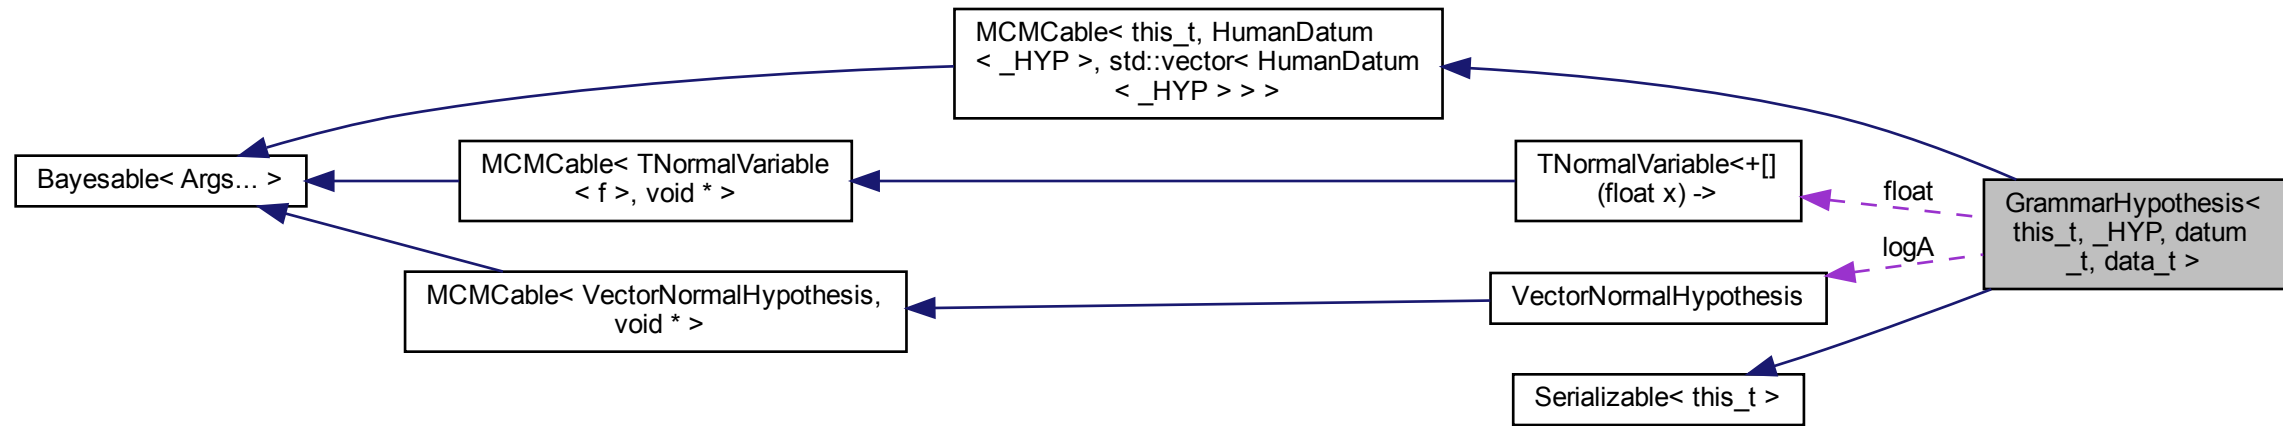 MCMCable< this_t, HumanDatum
< _HYP >, std::vector< HumanDatum
< _HYP > > >
Bayesable< Args... >
MCMCable< TNormalVariable
< f >, void * >
TNormalVariable<+[]
(float x) ->
float
GrammarHypothesis<
this_t, _HYP, datum
_t, data_t >
logA
MCMCable< VectorNormalHypothesis,
void * >
VectorNormalHypothesis
Serializable< this_t >